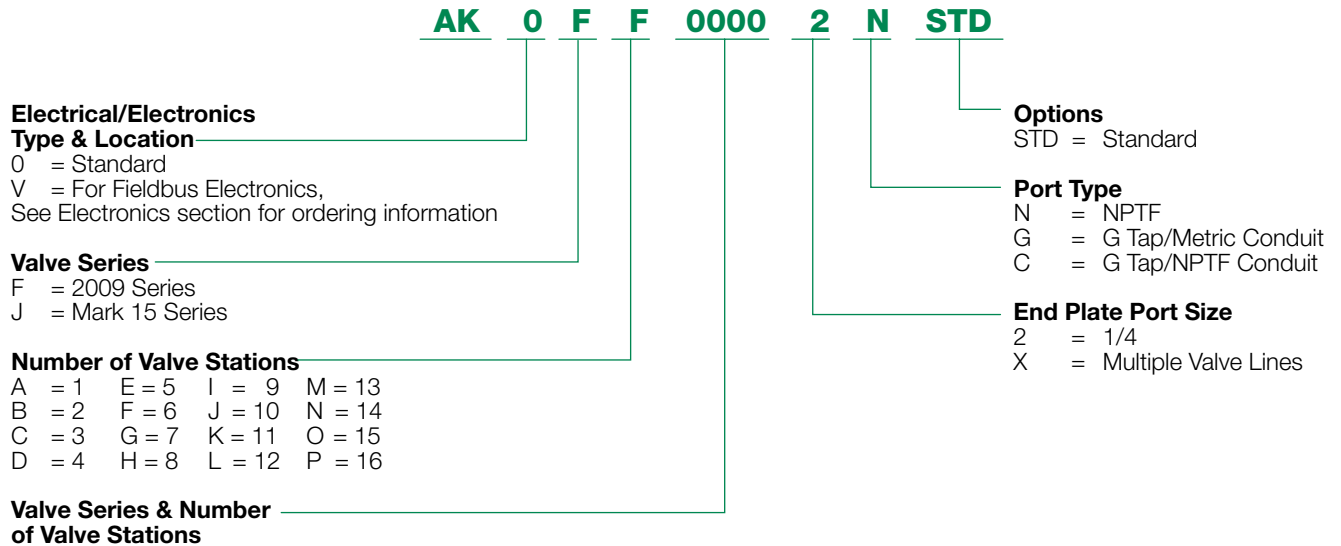 AK 0 F F 0000 2 N STD
Electrical/Electronics
Type & Location
0 = Standard
V = For Fieldbus Electronics,
See Electronics section for ordering information
Valve Series
F = 2009 Series
J = Mark 15 Series
Number of Valve Stations
A = 1 E = 5 I = 9 M = 13
B = 2 F = 6 J = 10 N = 14
C = 3 G = 7 K = 11 O = 15
D = 4 H = 8 L = 12 P = 16
Valve Series & Number
of Valve Stations
Options
STD = Standard
Port Type
N = NPTF
G = G Tap/Metric Conduit
C = G Tap/NPTF Conduit
End Plate Port Size
2 = 1/4
X = Multiple Valve Lines